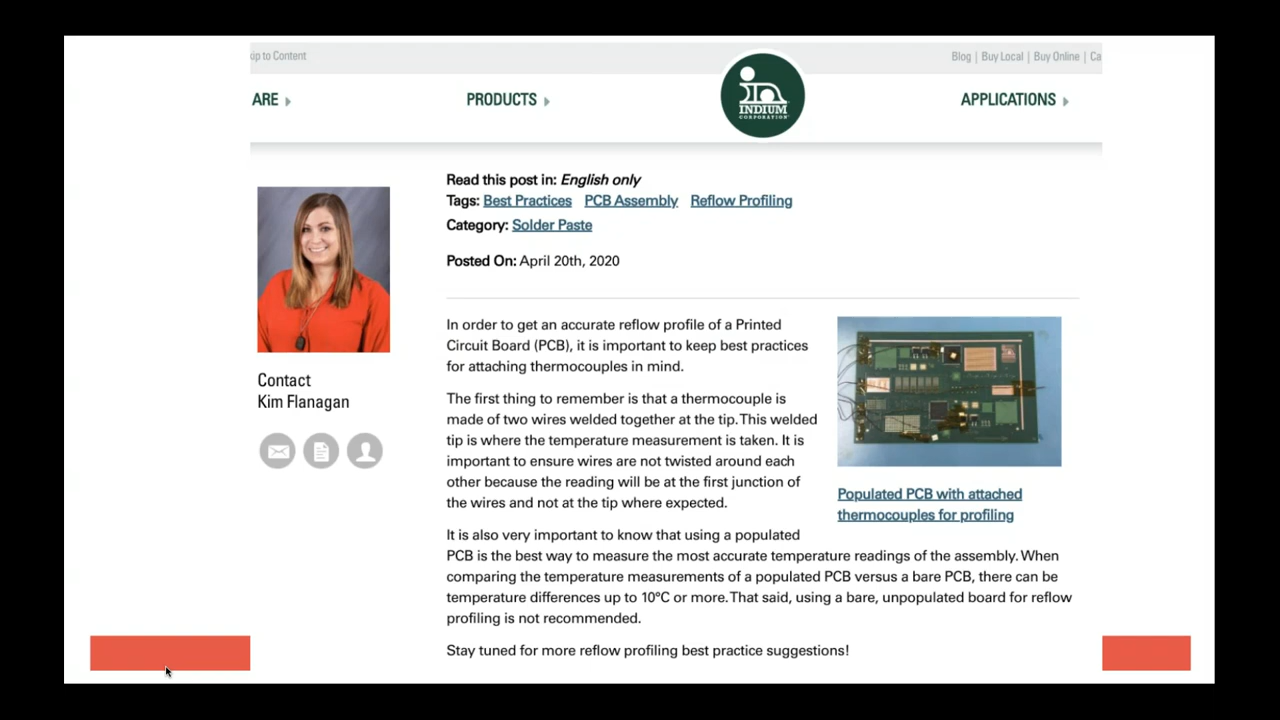 ip to Content
Blog | Buy Local | Buy Online | Ca
ARE
PRODUCTS
INDIUM
CORPORATION
APPLICATIONS
Read this post in: English only
Tags: Best Practices PCB Assembly Reflow Profiling
Category: Solder Paste
Posted On: April 20th, 2020
Contact
Kim Flanagan
In order to get an accurate reflow profile of a Printed
Circuit Board (PCB), it is important to keep best practices
for attaching thermocouples in mind.
The first thing to remember is that a thermocouple is
made of two wires welded together at the tip. This welded
tip is where the temperature measurement is taken. It is
important to ensure wires are not twisted around each
other because the reading will be at the first junction of
the wires and not at the tip where expected.
Populated PCB with attached
thermocouples for profiling
It is also very important to know that using a populated
PCB is the best way to measure the most accurate temperature readings of the assembly. When
comparing the temperature measurements of a populated PCB versus a bare PCB, there can be
temperature differences up to 10°C or more. That said, using a bare, unpopulated board for reflow
profiling is not recommended.
Stay tuned for more reflow profiling best practice suggestions!